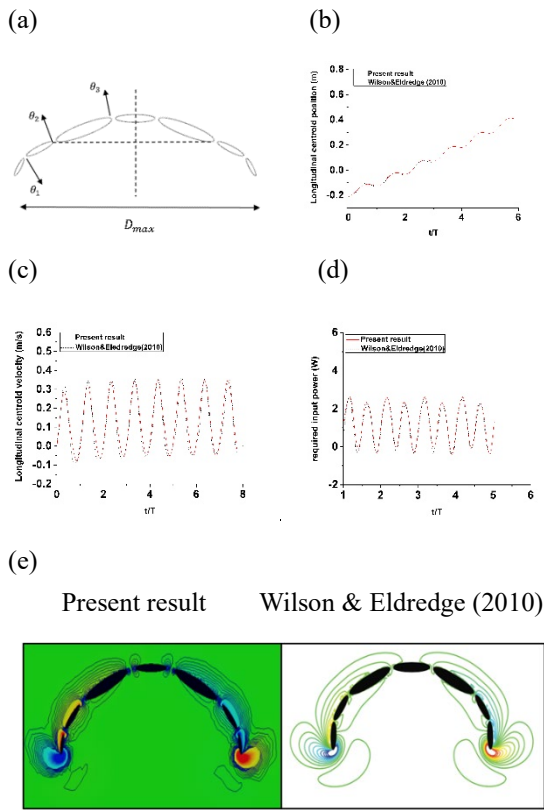 (a)
θ3
θ2
θ1
Dmax
(b)
Present result
Wilson&Eldredge (2010)
Longitudinal centroid position (m)
0.8
0.6
0.4
0.2
0.0
-0.2
0 2 4 6
t/T
(c)
Present result
Wilson&Eledredge(2010)
Longitudinal centroid velocity (m/s)
0.6
0.5
0.4
0.3
0.2
0.1
0.0
-0.1
-0.2
0 2 4 6 8
t/T
(d)
Present result
Wilson&Eldredge(2010)
required input power (W)
6
4
2
0
-2
1 2 3 4 5 6
t/T
(e)
Present result Wilson & Eldredge (2010)